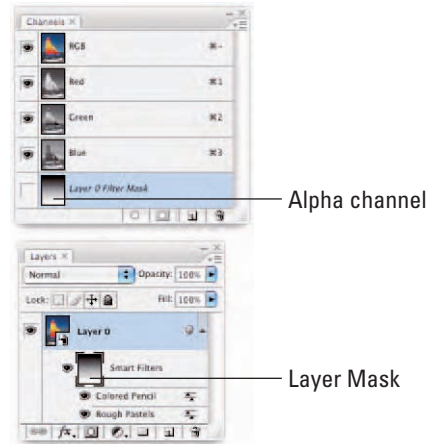 Channels ×
RGB ⌘~
Red ⌘1
Green ⌘2
Blue ⌘3
Layer 0 Filter Mask
Alpha channel
Layers ×
Normal Opacity: 100%
Lock: Fill: 100%
Layer 0
Smart Filters
Layer Mask
Colored Pencil
Rough Pastels
fx